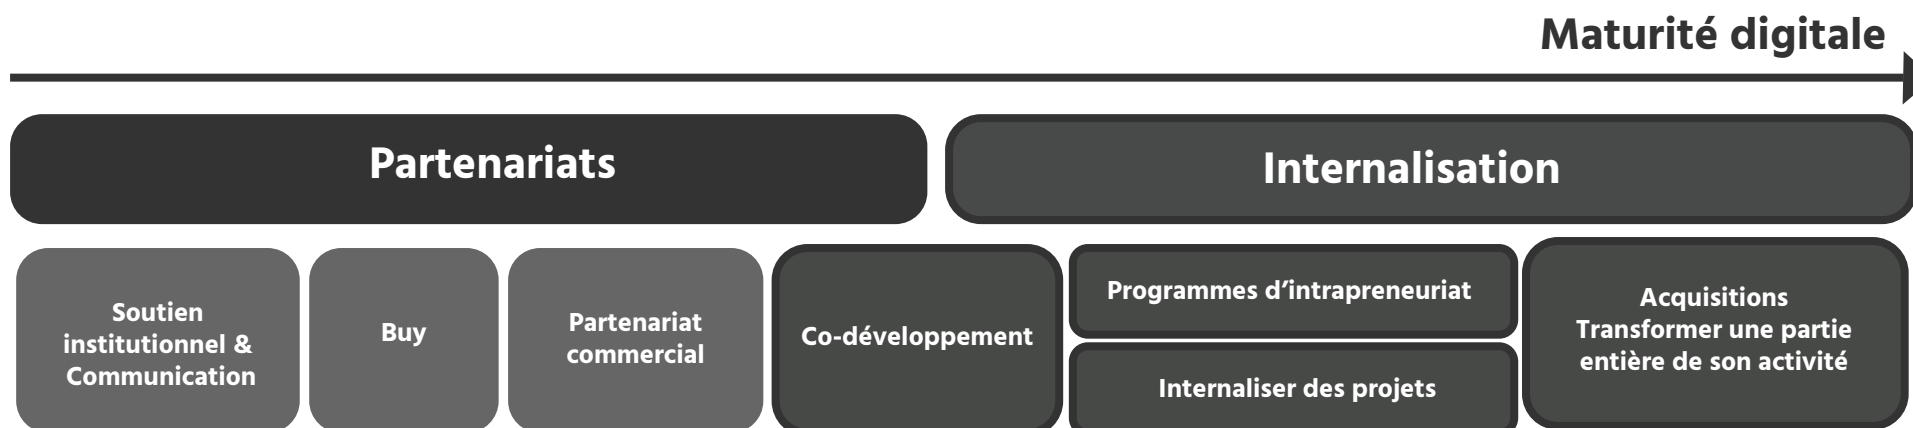 Maturité digitale
Partenariats
Internalisation
Soutien
institutionnel &
Communication
Buy
Partenariat
commercial
Co-développement
Programmes d’intrapreneuriat
Internaliser des projets
Acquisitions
Transformer une partie
entière de son activité